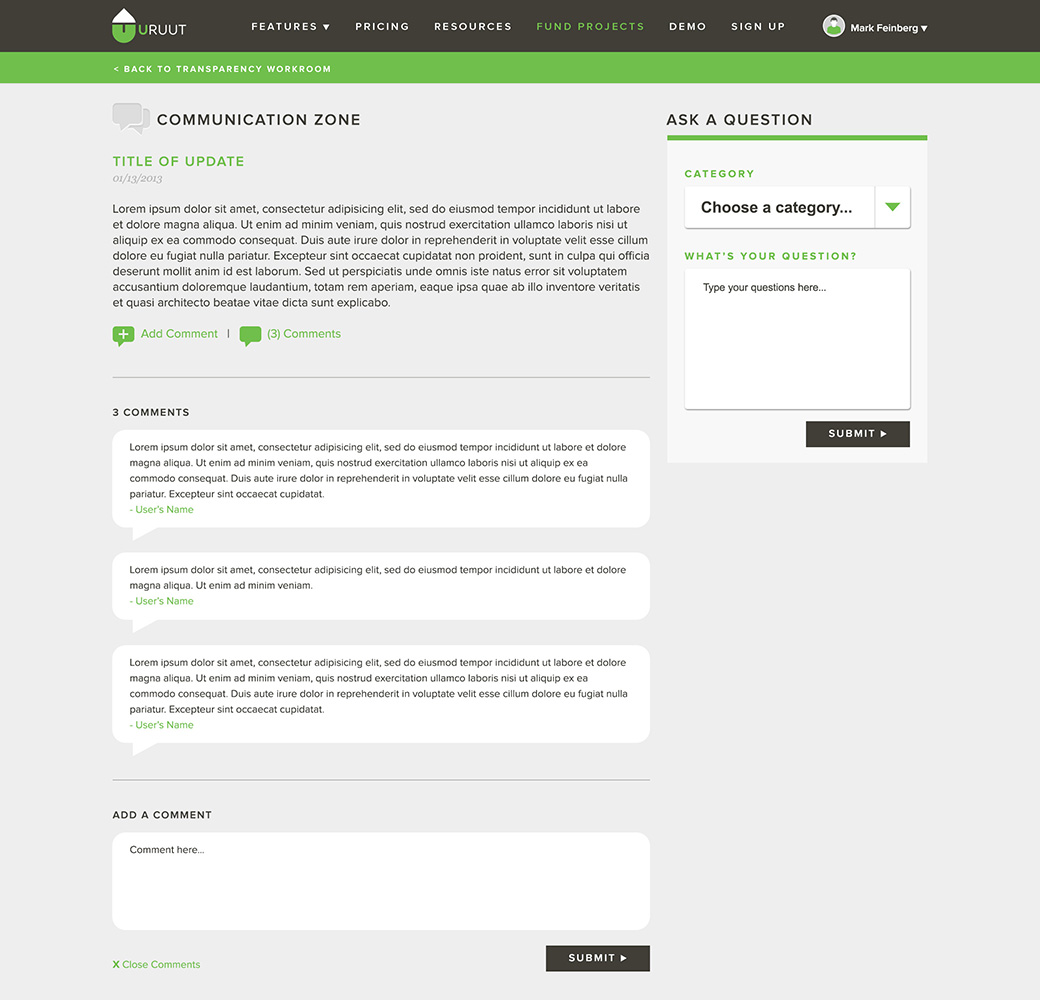 URUUT
FEATURES ▼ PRICING RESOURCES FUND PROJECTS DEMO SIGN UP Mark Feinberg ▼
< BACK TO TRANSPARENCY WORKROOM
COMMUNICATION ZONE
TITLE OF UPDATE
01/13/2013
Lorem ipsum dolor sit amet, consectetur adipisicing elit, sed do eiusmod tempor incididunt ut labore
et dolore magna aliqua. Ut enim ad minim veniam, quis nostrud exercitation ullamco laboris nisi ut
aliquip ex ea commodo consequat. Duis aute irure dolor in reprehenderit in voluptate velit esse cillum
dolore eu fugiat nulla pariatur. Excepteur sint occaecat cupidatat non proident, sunt in culpa qui officia
deserunt mollit anim id est laborum. Sed ut perspiciatis unde omnis iste natus error sit voluptatem
accusantium doloremque laudantium, totam rem aperiam, eaque ipsa quae ab illo inventore veritatis
et quasi architecto beatae vitae dicta sunt explicabo.
Add Comment | (3) Comments
3 COMMENTS
Lorem ipsum dolor sit amet, consectetur adipisicing elit, sed do eiusmod tempor incididunt ut labore et dolore
magna aliqua. Ut enim ad minim veniam, quis nostrud exercitation ullamco laboris nisi ut aliquip ex ea
commodo consequat. Duis aute irure dolor in reprehenderit in voluptate velit esse cillum dolore eu fugiat nulla
pariatur. Excepteur sint occaecat cupidatat.
- User's Name
Lorem ipsum dolor sit amet, consectetur adipisicing elit, sed do eiusmod tempor incididunt ut labore et dolore
magna aliqua. Ut enim ad minim veniam.
- User's Name
Lorem ipsum dolor sit amet, consectetur adipisicing elit, sed do eiusmod tempor incididunt ut labore et dolore
magna aliqua. Ut enim ad minim veniam, quis nostrud exercitation ullamco laboris nisi ut aliquip ex ea
commodo consequat. Duis aute irure dolor in reprehenderit in voluptate velit esse cillum dolore eu fugiat nulla
pariatur. Excepteur sint occaecat cupidatat.
- User's Name
ADD A COMMENT
Comment here...
X Close Comments
SUBMIT ▶
ASK A QUESTION
CATEGORY
Choose a category...
WHAT'S YOUR QUESTION?
Type your questions here...
SUBMIT ▶